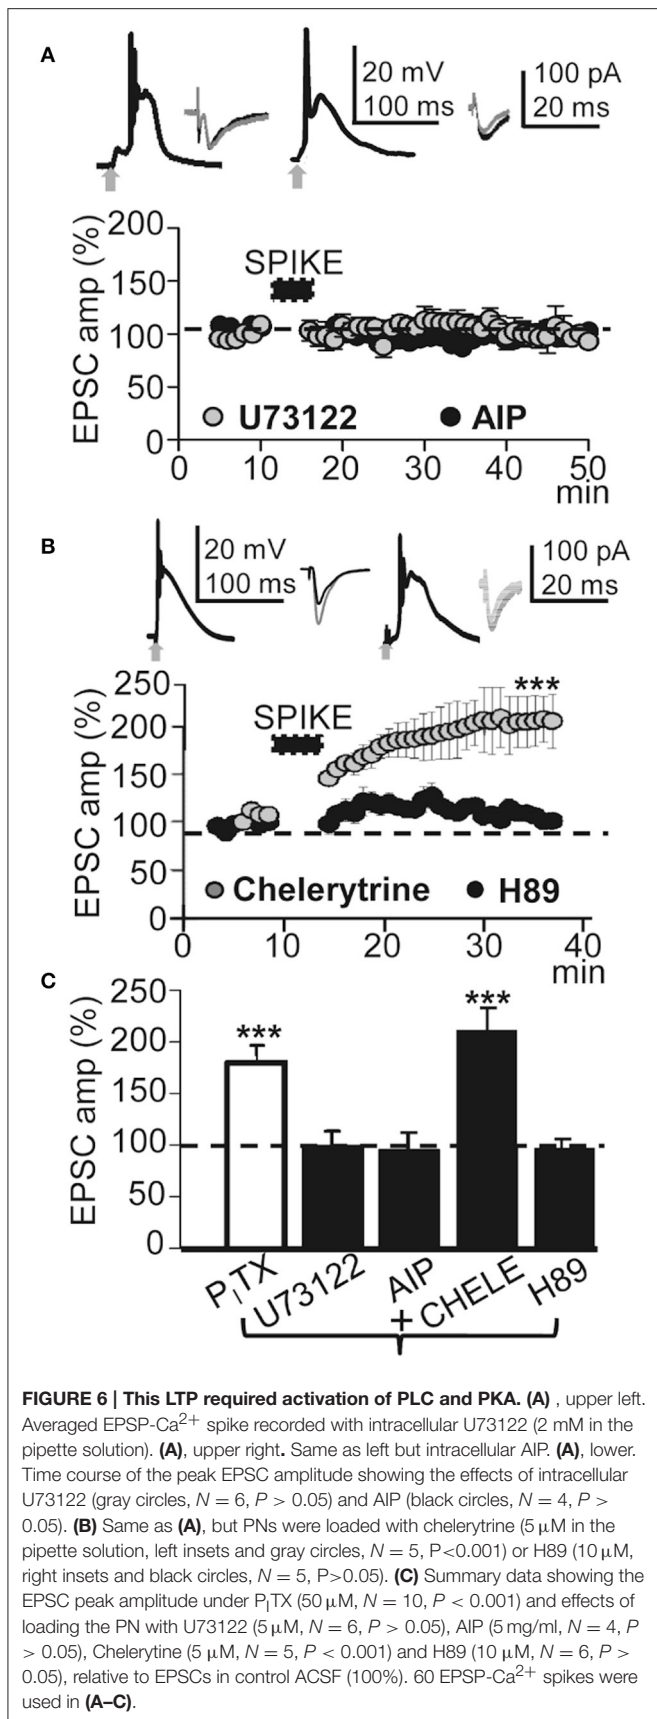 A
20 mV
100 ms
100 pA
20 ms
EPSC amp (%)
200
150
100
50
0
SPIKE
U73122
AIP
0 10 20 30 40 50
min
B
20 mV
100 ms
100 pA
20 ms
EPSC amp (%)
250
200
150
100
50
0
SPIKE
***
Chelerytrine
H89
0 10 20 30 40
min
C
EPSC amp (%)
250
200
150
100
50
0
***
***
PITX
U73122
AIP
CHELE
H89
+
FIGURE 6 | This LTP required activation of PLC and PKA. (A) , upper left.
Averaged EPSP-Ca2+ spike recorded with intracellular U73122 (2 mM in the
pipette solution). (A), upper right. Same as left but intracellular AIP. (A), lower.
Time course of the peak EPSC amplitude showing the effects of intracellular
U73122 (gray circles, N = 6, P > 0.05) and AIP (black circles, N = 4, P >
0.05). (B) Same as (A), but PNs were loaded with chelerytrine (5 μM in the
pipette solution, left insets and gray circles, N = 5, P<0.001) or H89 (10 μM,
right insets and black circles, N = 5, P>0.05). (C) Summary data showing the
EPSC peak amplitude under PITX (50 μM, N = 10, P < 0.001) and effects of
loading the PN with U73122 (5 μM, N = 6, P > 0.05), AIP (5 mg/ml, N = 4, P
> 0.05), Chelerytine (5 μM, N = 5, P < 0.001) and H89 (10 μM, N = 6, P >
0.05), relative to EPSCs in control ACSF (100%). 60 EPSP-Ca2+ spikes were
used in (A–C).